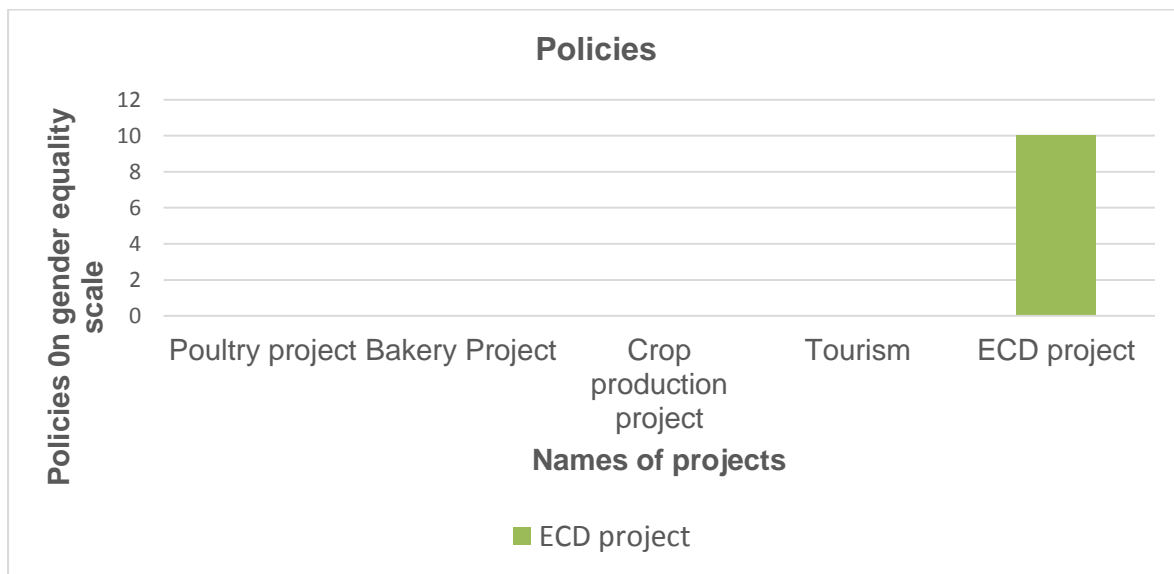 Policies
Policies 0n gender equality
scale
12
10
8
6
4
2
0
Poultry project Bakery Project Crop Tourism ECD project
production
project
Names of projects
ECD project